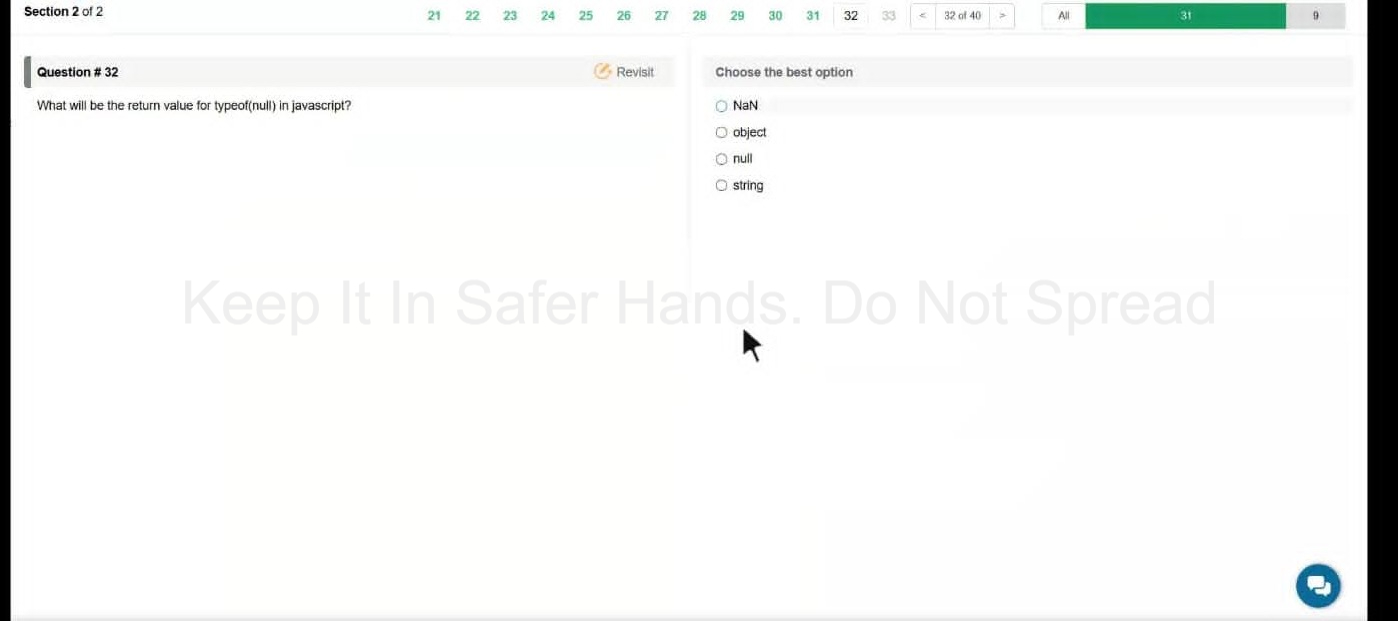 Section 2 of 2
21 22 23 24 25 26 27 28 29 30 31 32 33 < 32 of 40 > All 31 9
Question # 32
Revisit
What will be the return value for typeof(null) in javascript?
Choose the best option
NaN
object
null
string
Keep It In Safer Hands. Do Not Spread